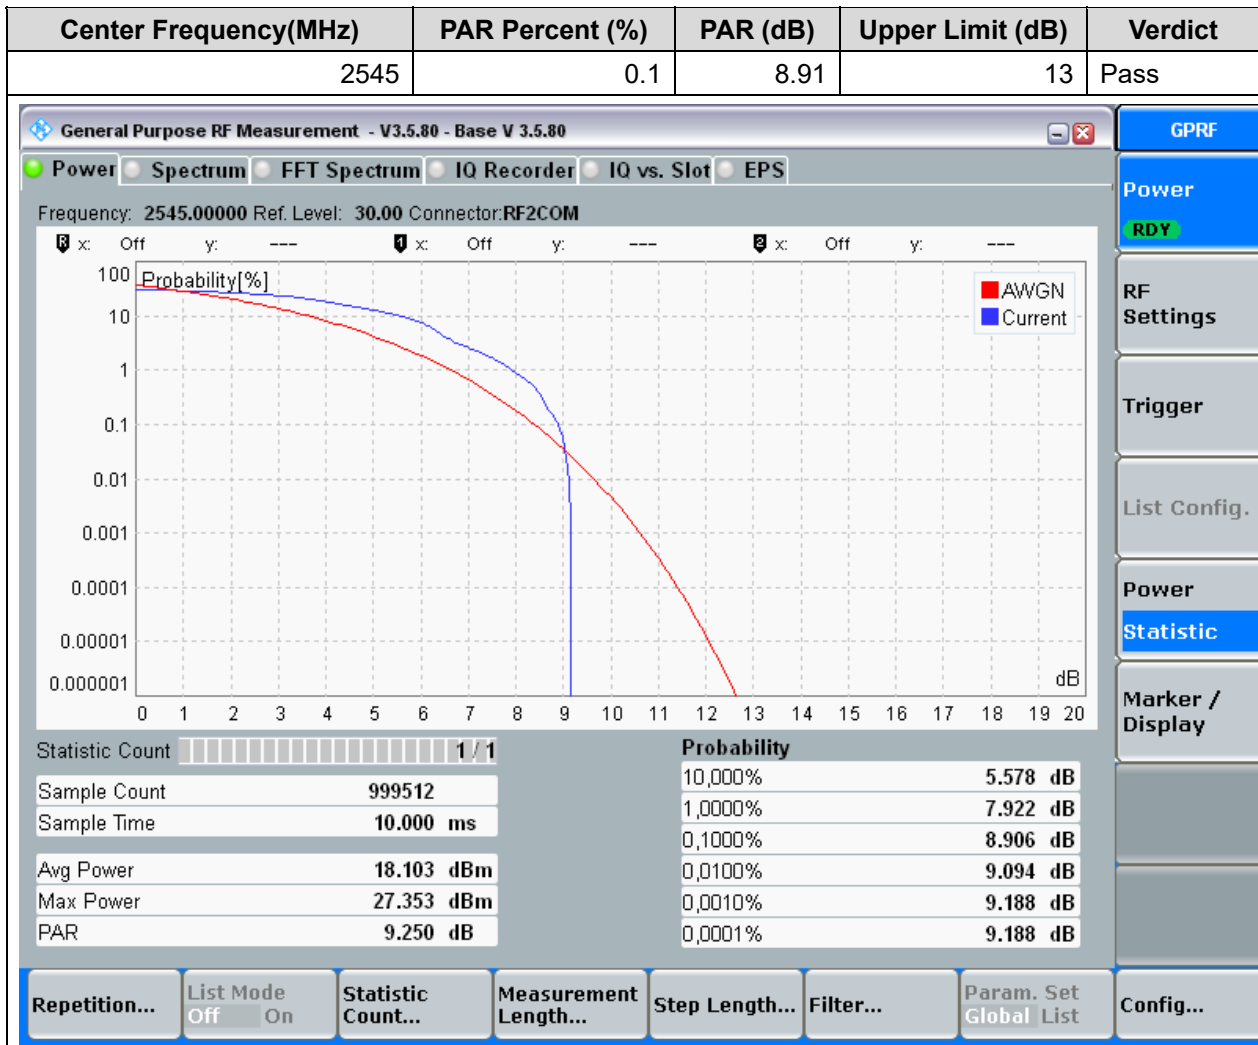 Center Frequency(MHz) PAR Percent (%) PAR (dB) Upper Limit (dB) Verdict
2545 0.1 8.91 13 Pass
General Purpose RF Measurement - V3.5.80 - Base V 3.5.80
GPRF
Power Spectrum FFT Spectrum IQ Recorder IQ vs. Slot EPS
Frequency: 2545.00000 Ref. Level: 30.00 Connector:RF2COM
R x: Off y: --- 1 x: Off y: --- 2 x: Off y: ---
Probability[%]
AWGN
Current
100
10
1
0.1
0.01
0.001
0.0001
0.00001
0.000001
dB
0 1 2 3 4 5 6 7 8 9 10 11 12 13 14 15 16 17 18 19 20
Statistic Count 1 / 1
Sample Count 999512
Sample Time 10.000 ms
Avg Power 18.103 dBm
Max Power 27.353 dBm
PAR 9.250 dB
Probability
10,000% 5.578 dB
1,0000% 7.922 dB
0,1000% 8.906 dB
0,0100% 9.094 dB
0,0010% 9.188 dB
0,0001% 9.188 dB
Power
RDY
RF
Settings
Trigger
List Config.
Power
Statistic
Marker /
Display
Repetition...
List Mode
Off On
Statistic
Count...
Measurement
Length...
Step Length...
Filter...
Param. Set
Global List
Config...